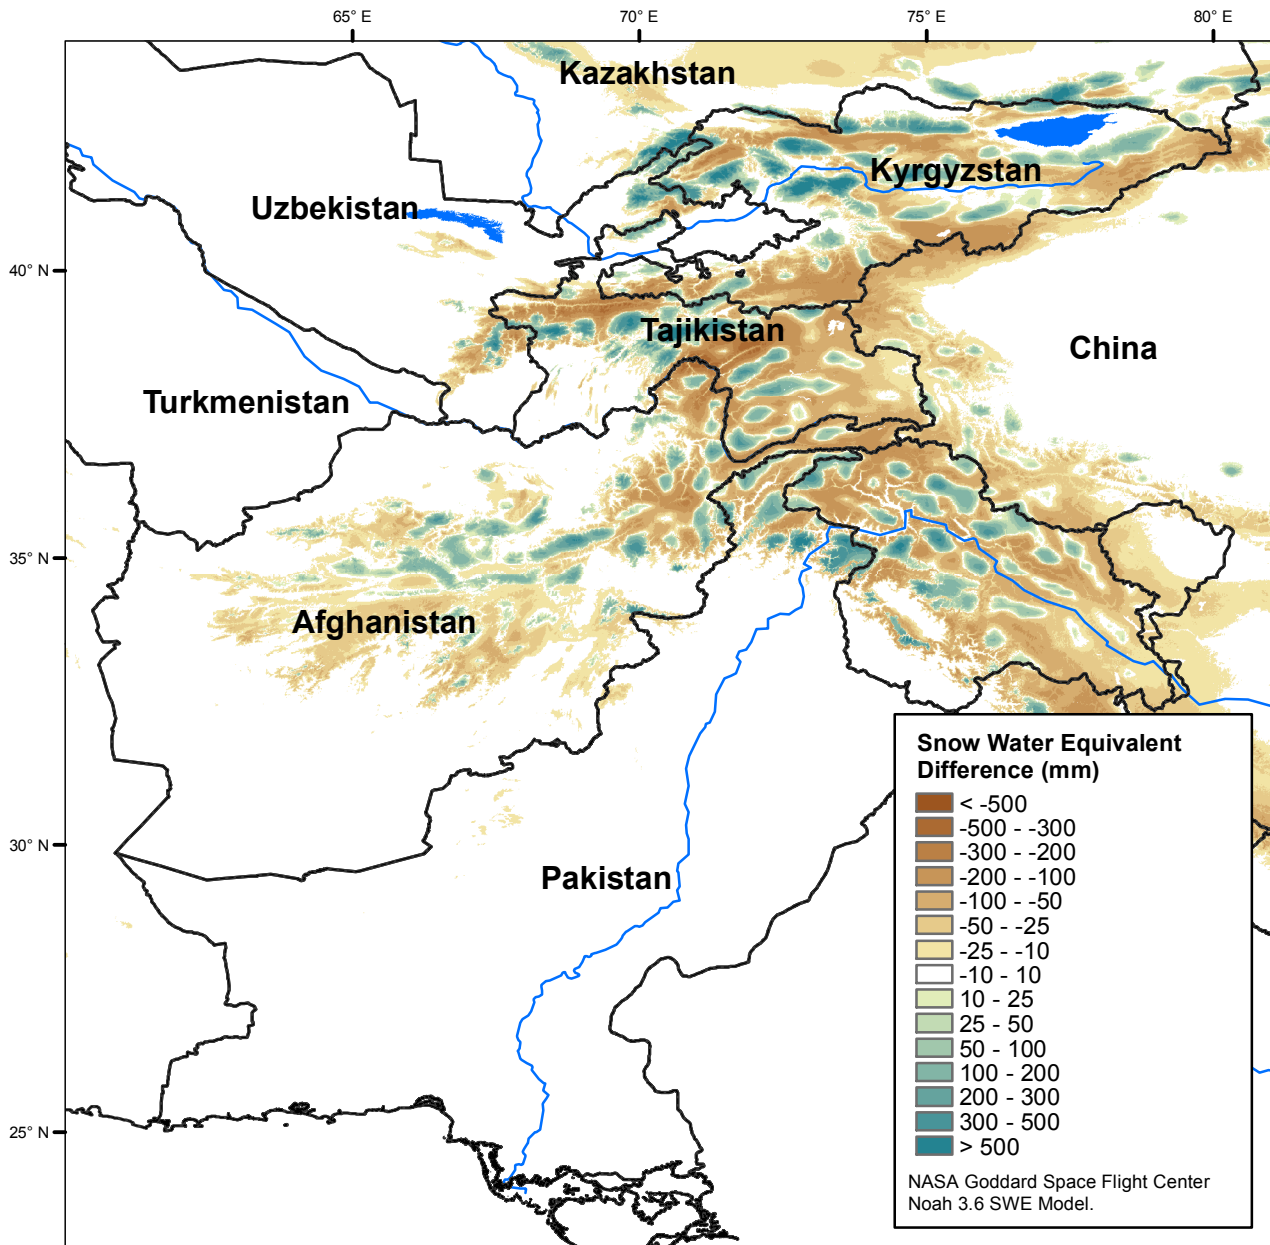 65° E
70° E
75° E
80° E
Kazakhstan
Kyrgyzstan
Uzbekistan
40° N
Tajikistan
China
Turkmenistan
35° N
Afghanistan
30° N
Pakistan
25° N
Snow Water Equivalent
Difference (mm)
< -500
-500 - -300
-300 - -200
-200 - -100
-100 - -50
-50 - -25
-25 - -10
-10 - 10
10 - 25
25 - 50
50 - 100
100 - 200
200 - 300
300 - 500
> 500
NASA Goddard Space Flight Center
Noah 3.6 SWE Model.